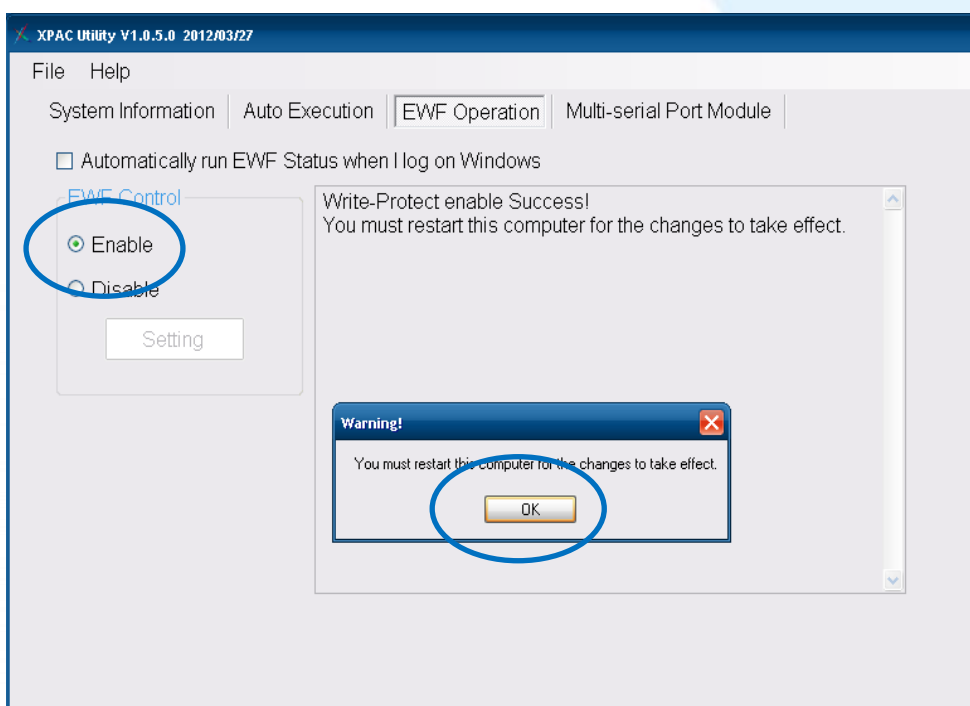 XPAC Utility V1.0.5.0 2012/03/27
File Help
System Information Auto Execution EWF Operation Multi-serial Port Module
Automatically run EWF Status when I log on Windows
EWF Control
Enable
Disable
Setting
Write-Protect enable Success!
You must restart this computer for the changes to take effect.
Warning!
You must restart this computer for the changes to take effect.
OK